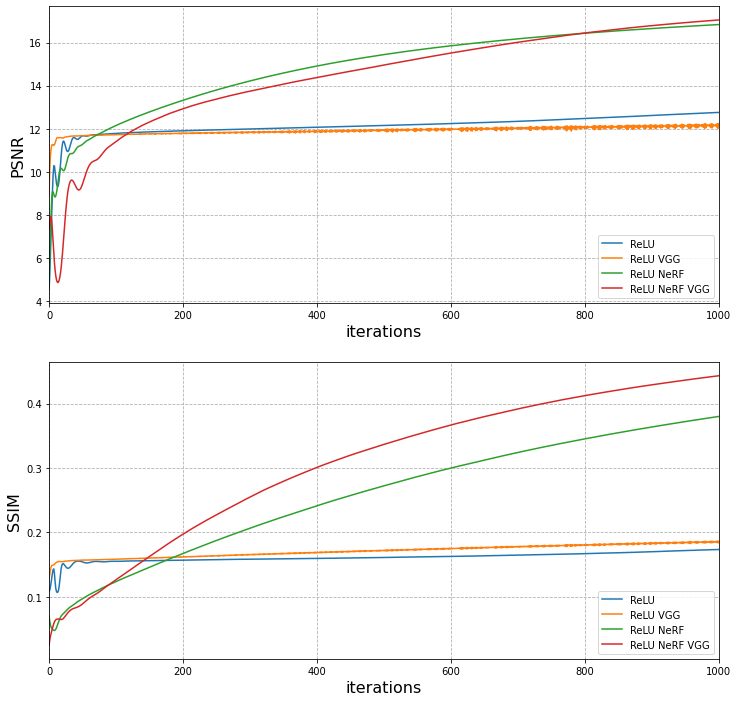 PSNR
16
14
12
10
8
6
4
0 200 400 600 800 1000
iterations
ReLU
ReLU VGG
ReLU NeRF
ReLU NeRF VGG
SSIM
0.4
0.3
0.2
0.1
0 200 400 600 800 1000
iterations
ReLU
ReLU VGG
ReLU NeRF
ReLU NeRF VGG